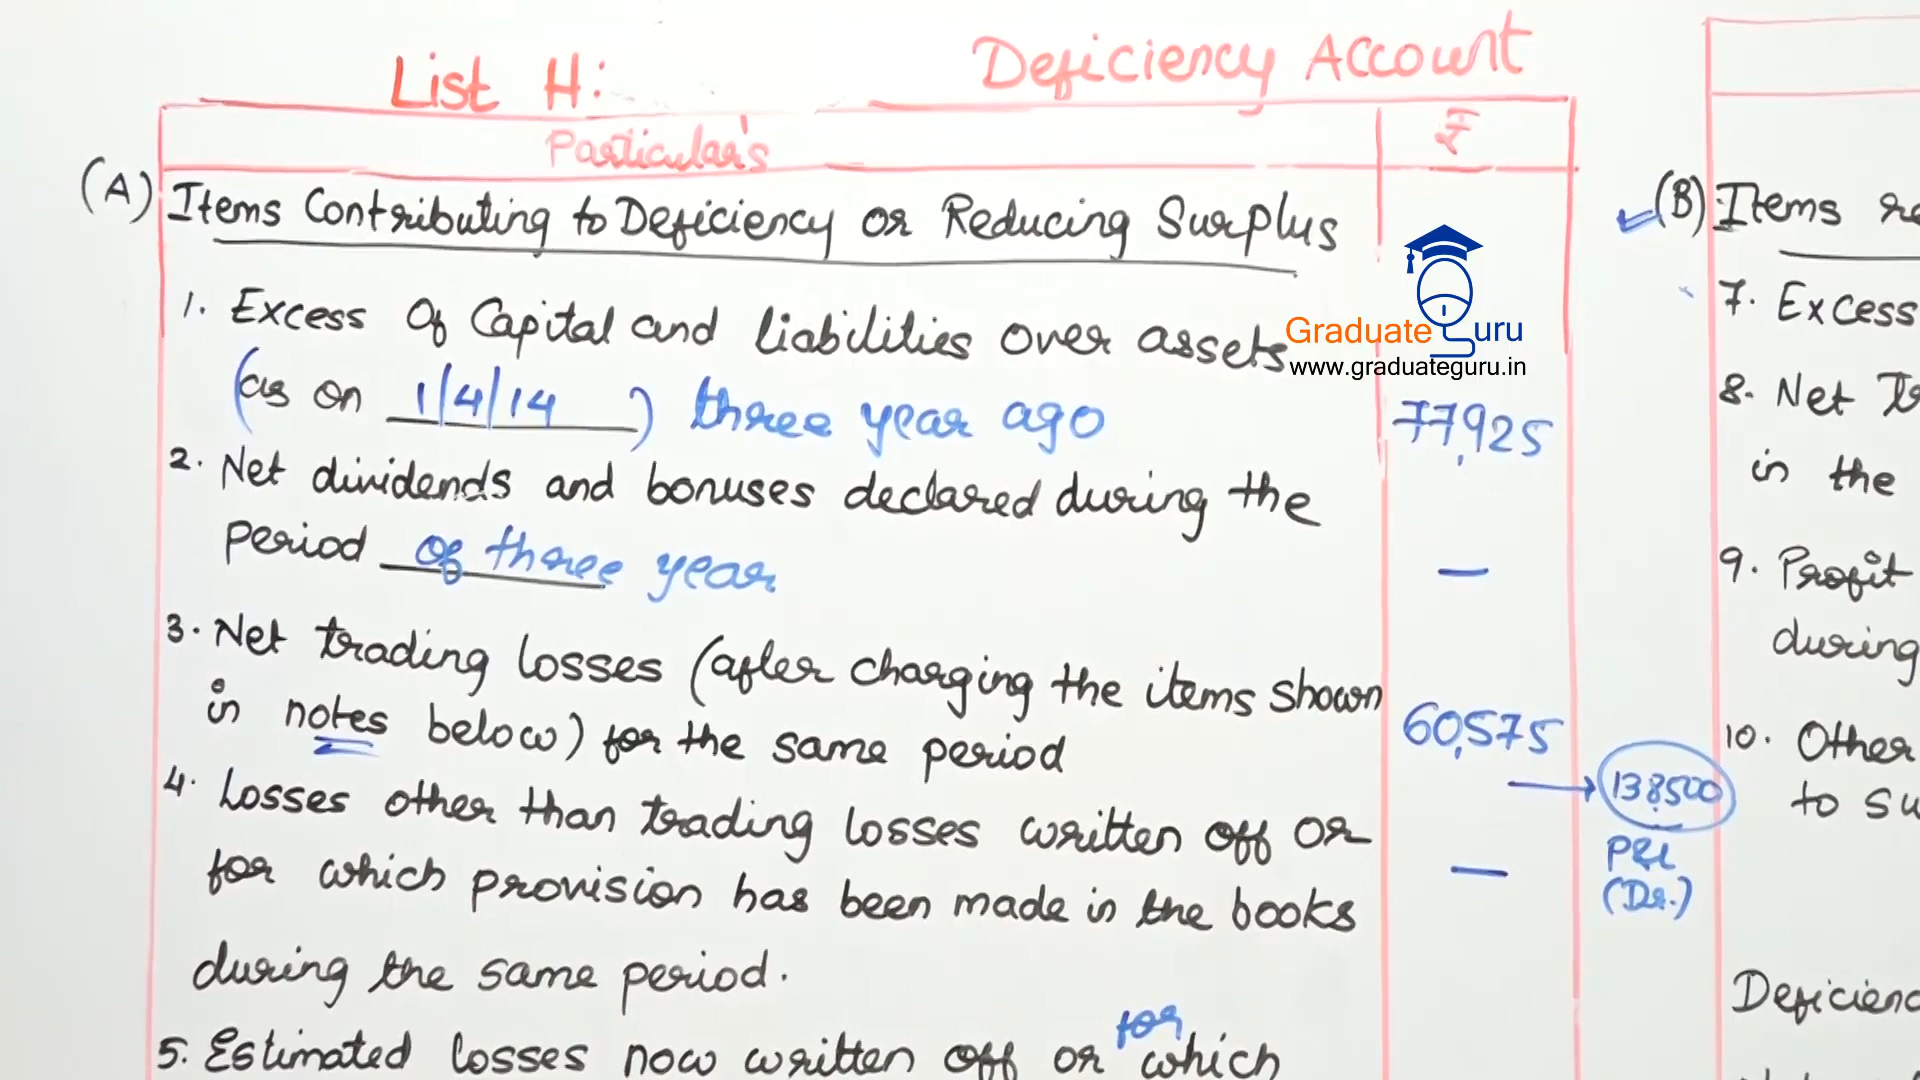 List H:
Deficiency Account
Particular's
₹
(A) Items Contributing to Deficiency or Reducing Surplus
1. Excess Of Capital and liabilities over assets
(as on 1/4/14) three year ago
77,925
2. Net dividends and bonuses declared during the
Period of three year
—
3. Net trading losses (after charging the items shown
in notes below) for the same period
60,575
4. Losses other than trading losses written off or
for which provision has been made in the books
during the same period.
—
138,500
P&L
(Dr.)
5. Estimated losses now written off or for which
Graduate Guru
www.graduateguru.in
(B) Items
7. Excess
8. Net
in the
9. Profit
during
10. Other
to